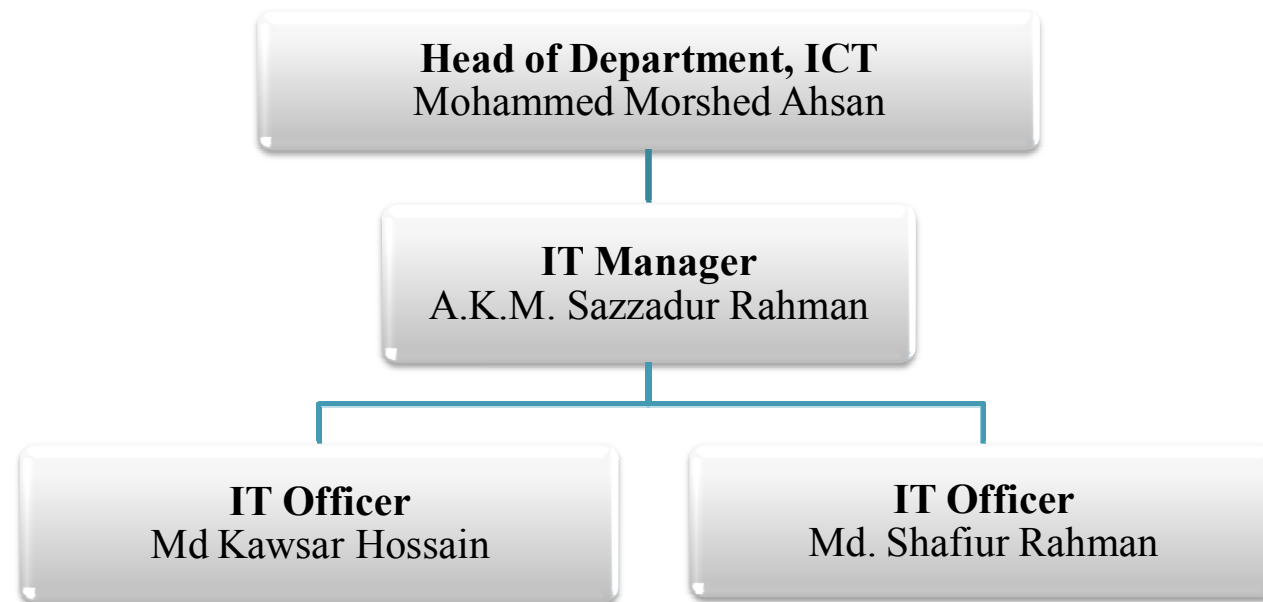 Head of Department, ICT
Mohammed Morshed Ahsan
IT Manager
A.K.M. Sazzadur Rahman
IT Officer
Md Kawsar Hossain
IT Officer
Md. Shafiur Rahman